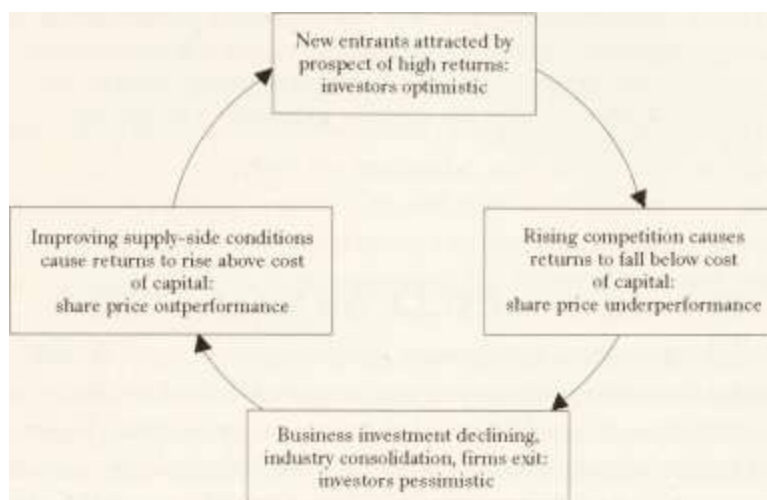 New entrants attracted by
prospect of high returns:
investors optimistic
Improving supply-side conditions
cause returns to rise above cost
of capital:
share price outperformance
Rising competition causes
returns to fall below cost
of capital:
share price underperformance
Business investment declining,
industry consolidation, firms exit:
investors pessimistic